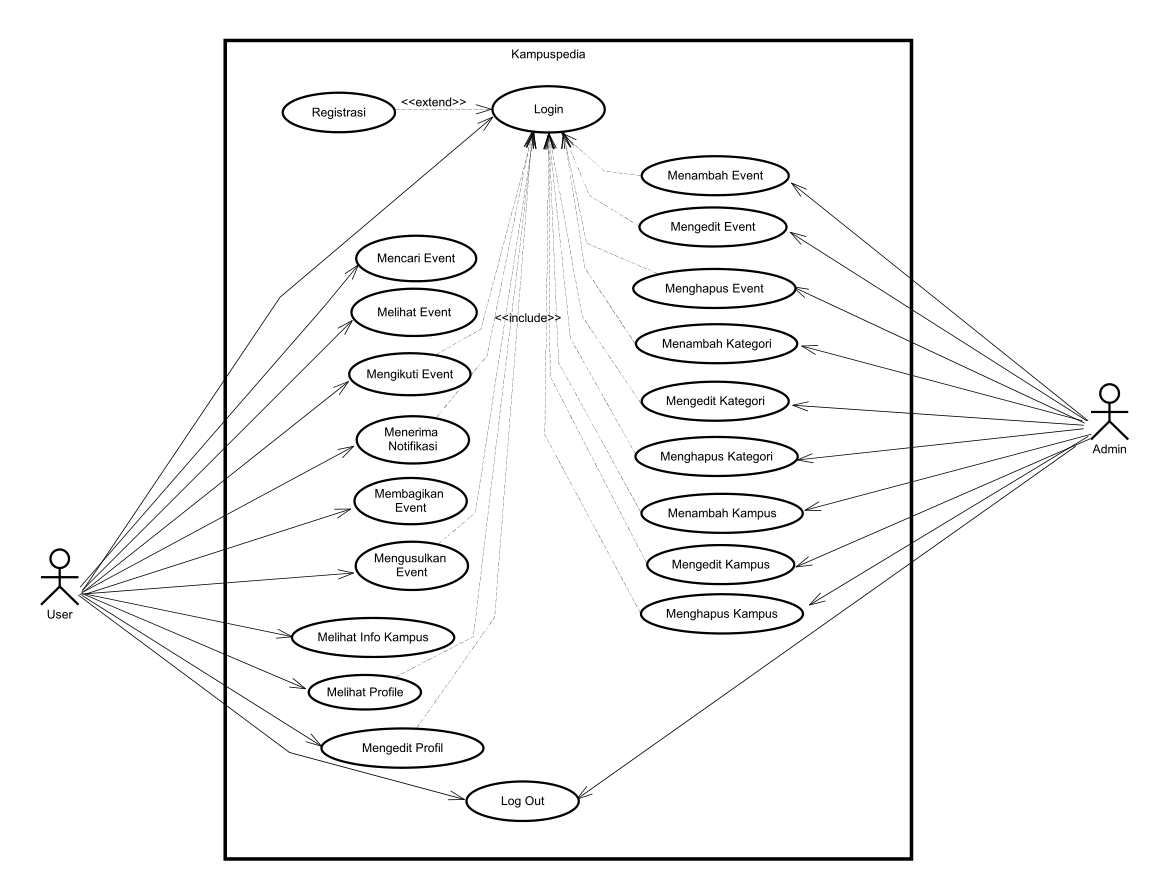 Kampuspedia
Registrasi
<<extend>>
Login
Menambah Event
Mengedit Event
Mencari Event
Menghapus Event
Melihat Event
<<include>>
Menambah Kategori
Mengikuti Event
Mengedit Kategori
Menerima
Notifikasi
Admin
Menghapus Kategori
Membagikan
Event
Menambah Kampus
Mengusulkan
Event
Mengedit Kampus
User
Menghapus Kampus
Melihat Info Kampus
Melihat Profile
Mengedit Profil
Log Out